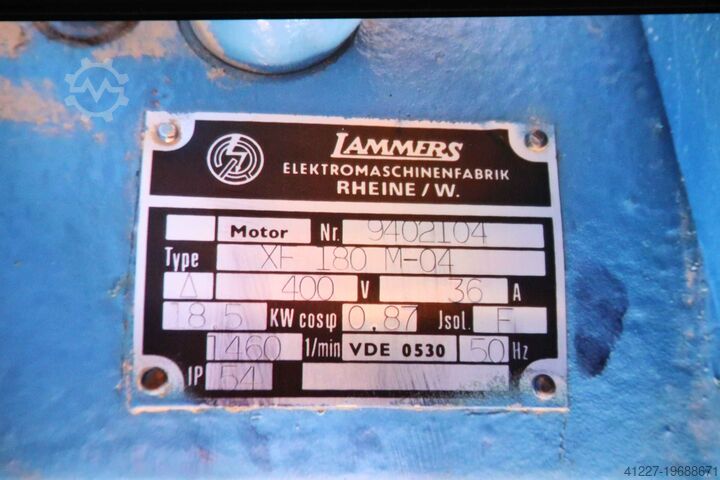 LAMMERS
ELEKTROMASCHINENFABRIK
RHEINE/W.
Motor Nr. 9402104
Type XF 180 M-04
Δ 400 V 36 A
18,5 KW cosφ 0,87 Jsol. F
1460 1/min VDE 0530 50 Hz
IP 54
41227-19688671